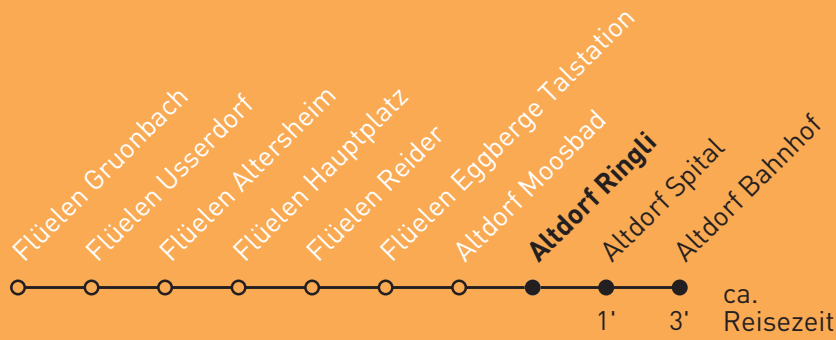 Flüelen Gruonbach
Flüelen Usserdorf
Flüelen Altersheim
Flüelen Hauptplatz
Flüelen Reider
Flüelen Eggberge Talstation
Altdorf Moosbad
Altdorf Ringli
Altdorf Spital
Altdorf Bahnhof
1' 3' ca.
Reisezeit